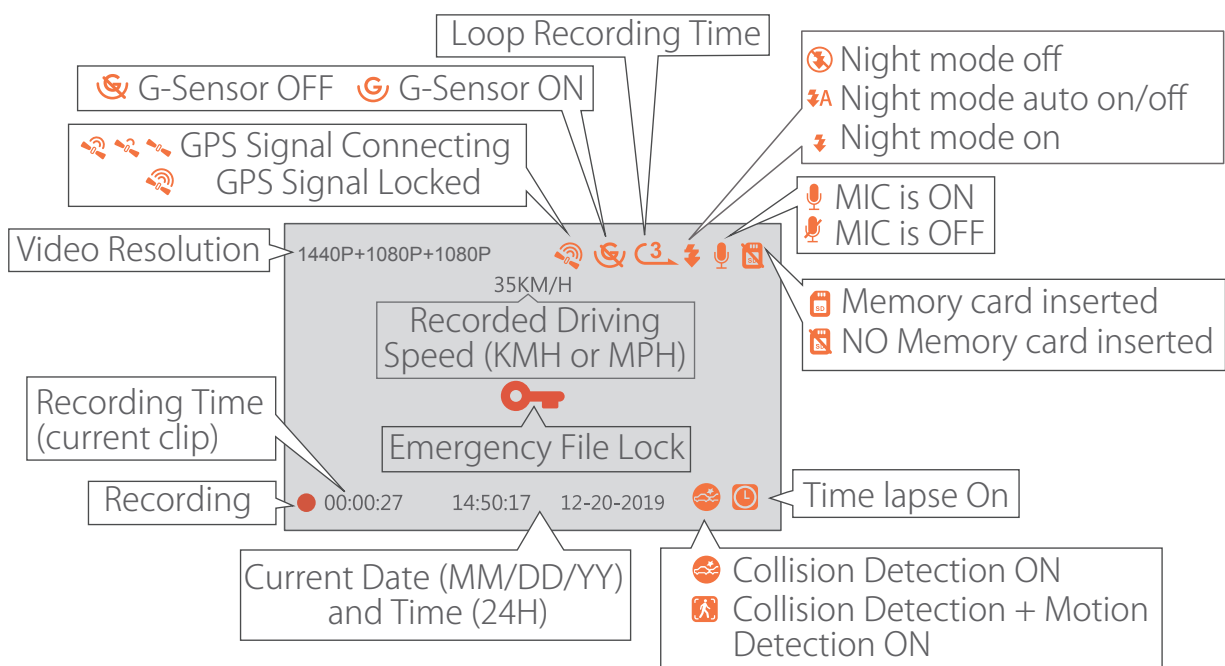 Loop Recording Time
G-Sensor OFF G-Sensor ON
Night mode off
A Night mode auto on/off
Night mode on
GPS Signal Connecting
GPS Signal Locked
MIC is ON
MIC is OFF
Video Resolution
1440P+1080P+1080P
G
3
SD
35KM/H
Recorded Driving
Speed (KMH or MPH)
SD Memory card inserted
SD NO Memory card inserted
Recording Time
(current clip)
Emergency File Lock
Recording
00:00:27 14:50:17 12-20-2019
Time lapse On
Current Date (MM/DD/YY)
and Time (24H)
Collision Detection ON
Collision Detection + Motion
Detection ON